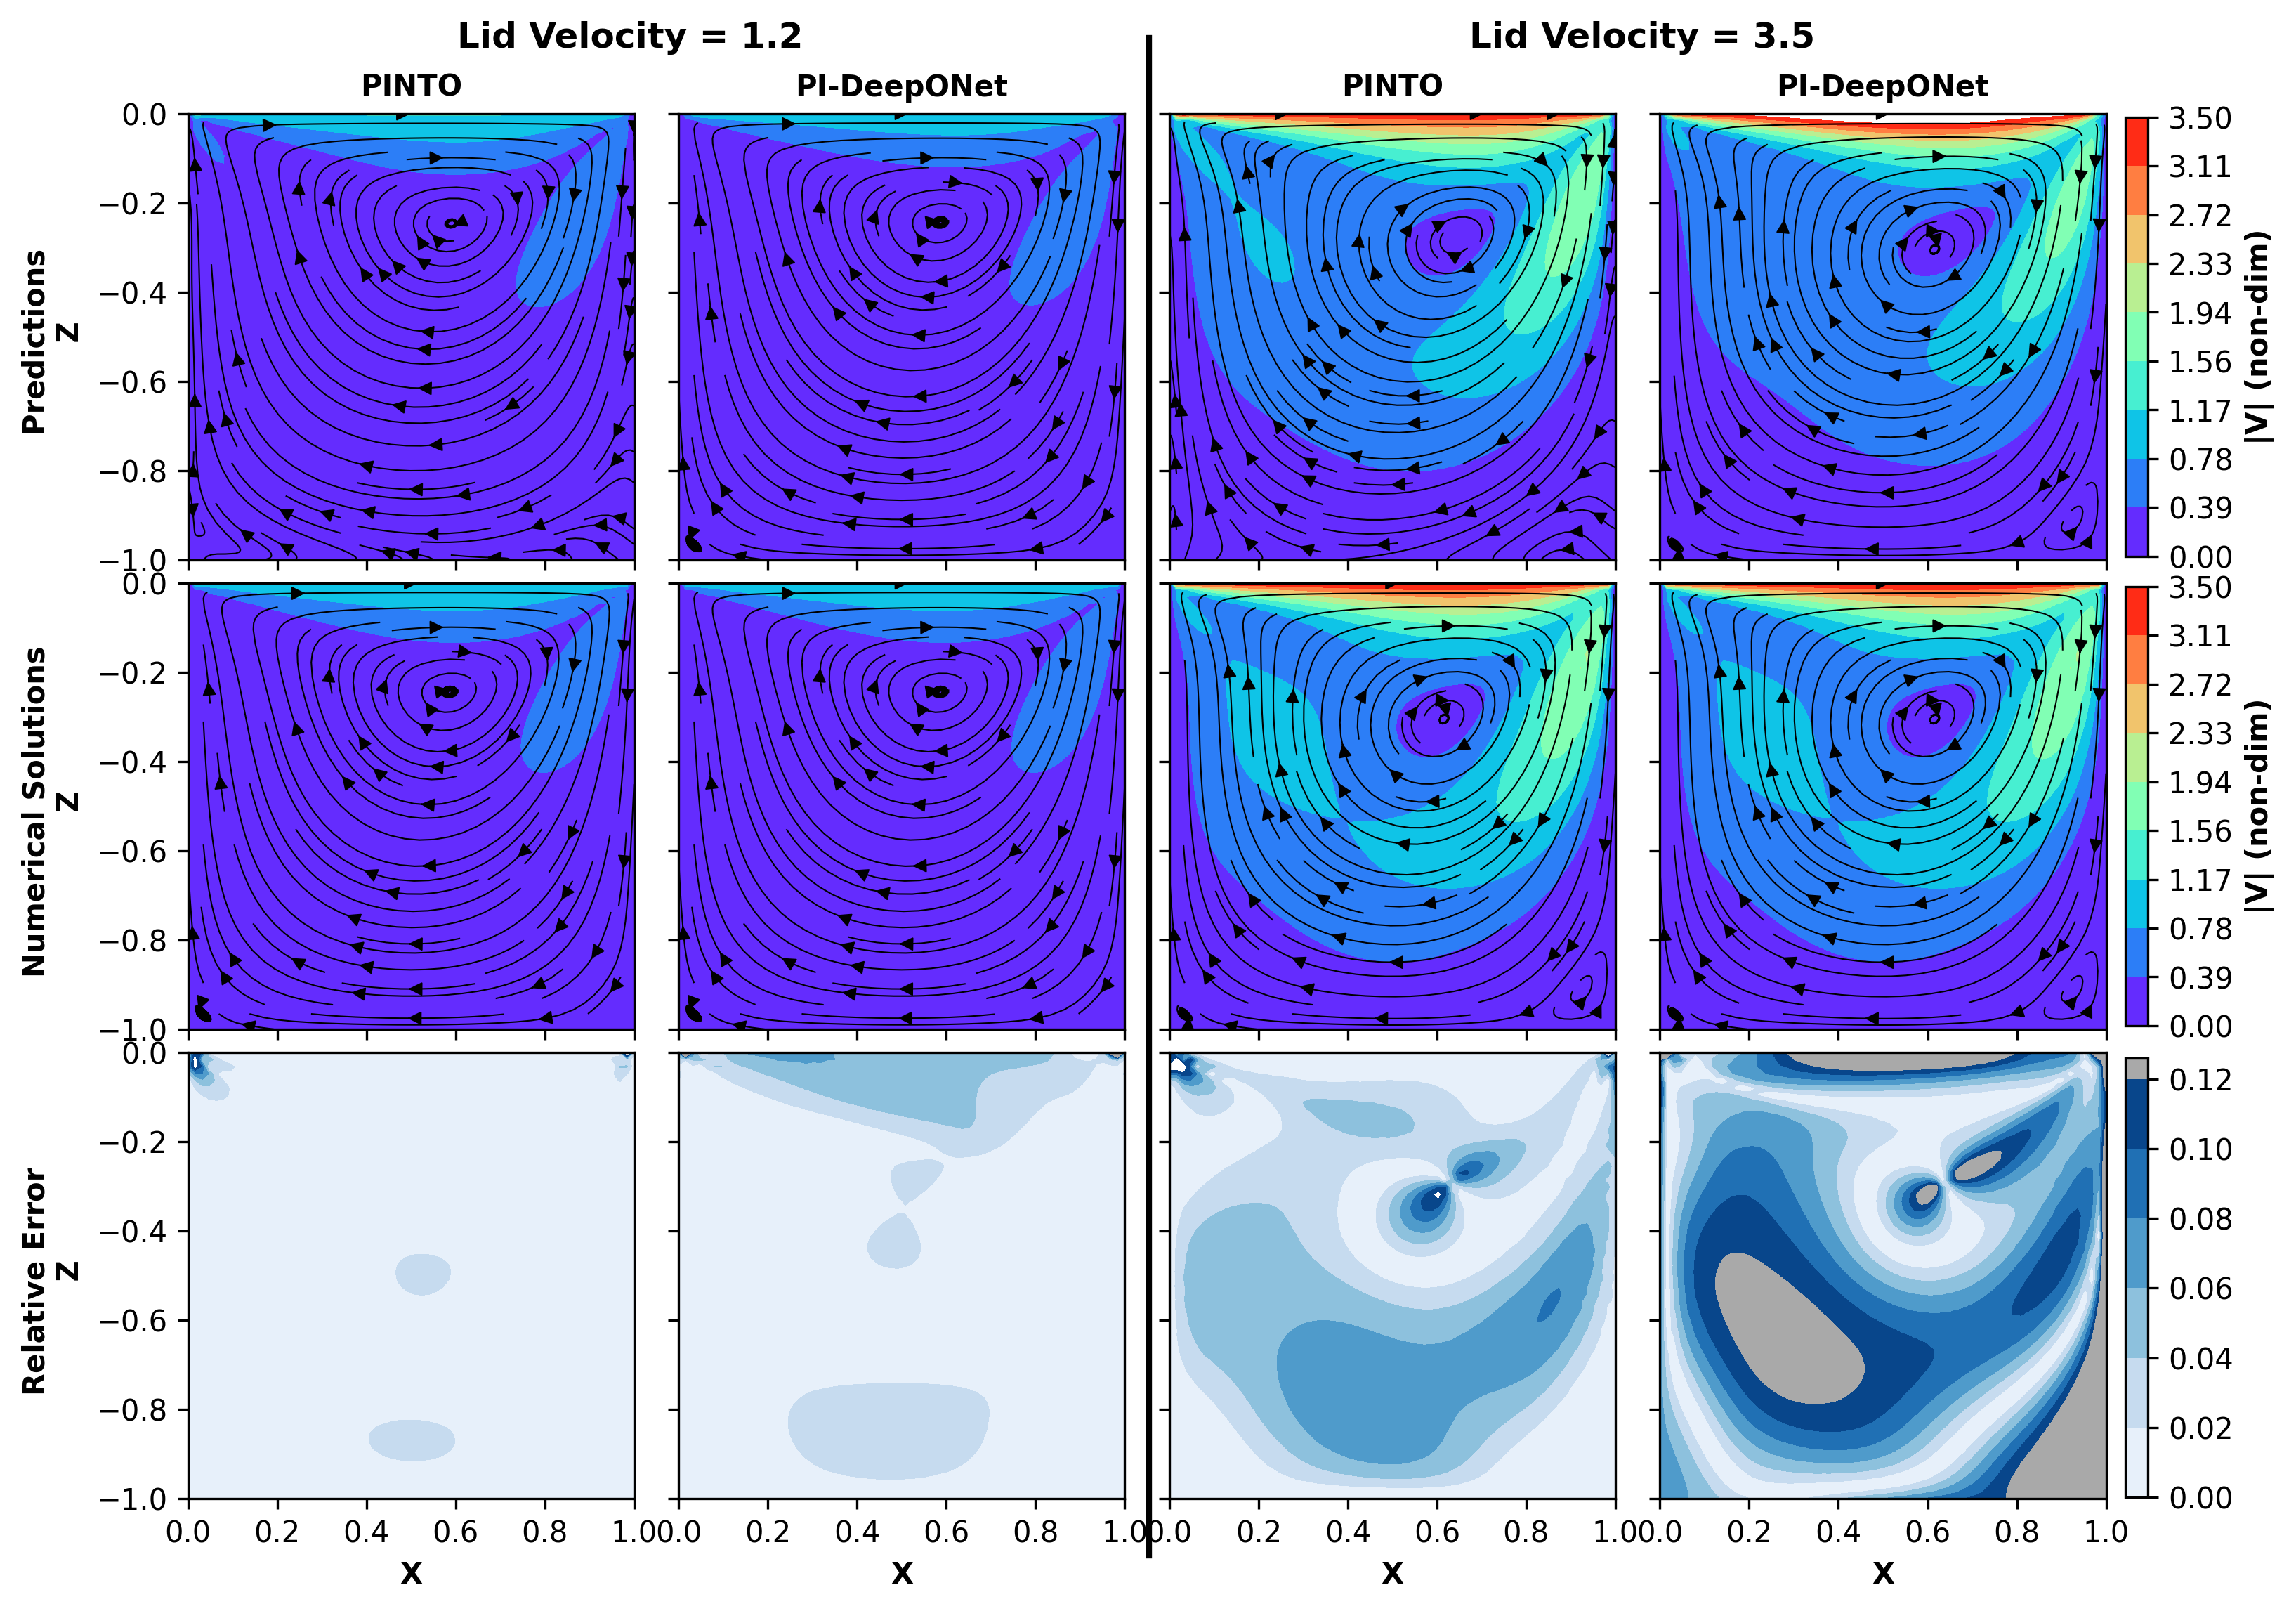 Lid Velocity = 1.2
Lid Velocity = 3.5
PINTO
PI-DeepONet
PINTO
PI-DeepONet
Predictions
Z
0.0
−0.2
−0.4
−0.6
−0.8
−1.0
3.50
3.11
2.72
2.33
1.94
1.56
1.17
0.78
0.39
0.00
|V| (non-dim)
Numerical Solutions
Z
0.0
−0.2
−0.4
−0.6
−0.8
−1.0
3.50
3.11
2.72
2.33
1.94
1.56
1.17
0.78
0.39
0.00
|V| (non-dim)
Relative Error
Z
0.0
−0.2
−0.4
−0.6
−0.8
−1.0
0.12
0.10
0.08
0.06
0.04
0.02
0.00
0.0 0.2 0.4 0.6 0.8 1.0
0.0 0.2 0.4 0.6 0.8 1.0
0.0 0.2 0.4 0.6 0.8 1.0
0.0 0.2 0.4 0.6 0.8 1.0
X
X
X
X